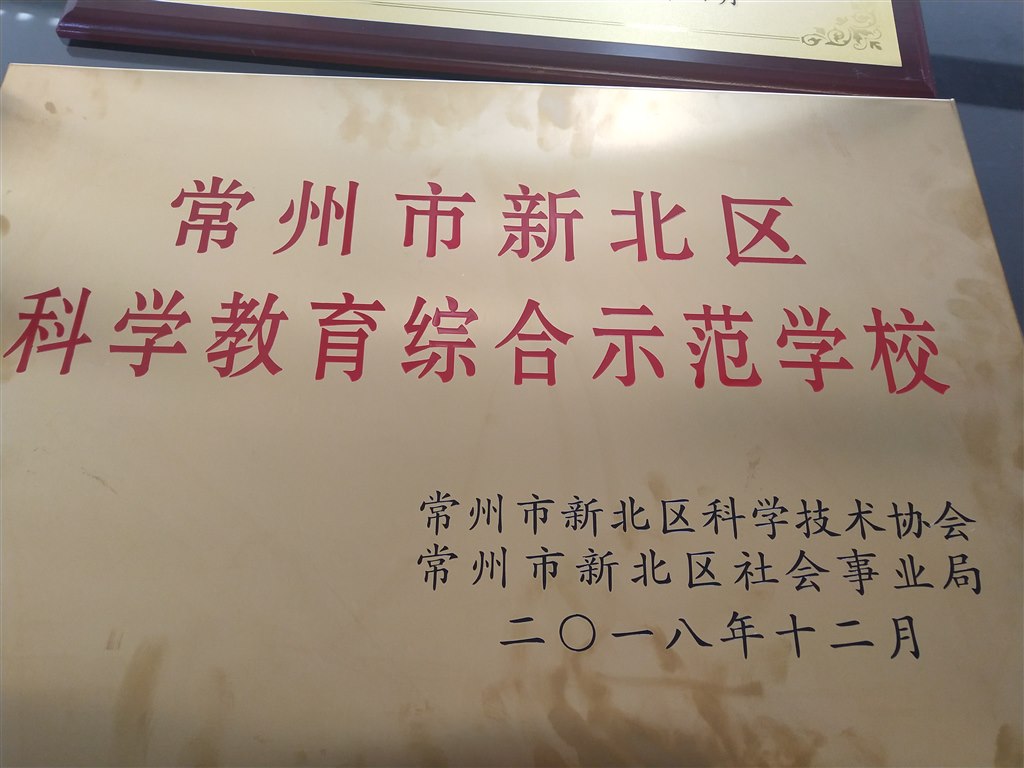 常州市新北区
科学教育综合示范学校
常州市新北区科学技术协会
常州市新北区社会事业局
二〇一八年十二月